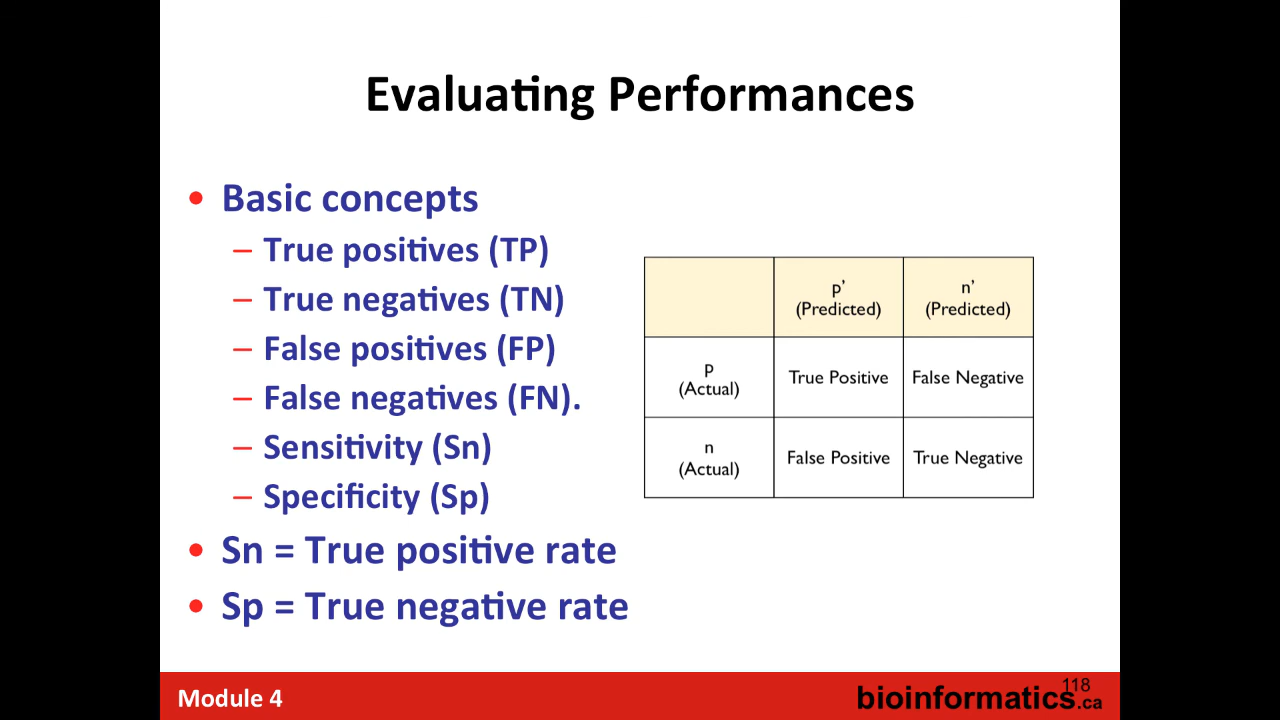 Evaluating Performances
• Basic concepts
– True positives (TP)
– True negatives (TN)
– False positives (FP)
– False negatives (FN).
– Sensitivity (Sn)
– Specificity (Sp)
• Sn = True positive rate
• Sp = True negative rate
p’ n’
(Predicted) (Predicted)
p
(Actual) True Positive False Negative
n
(Actual) False Positive True Negative
Module 4
118
bioinformatics.ca